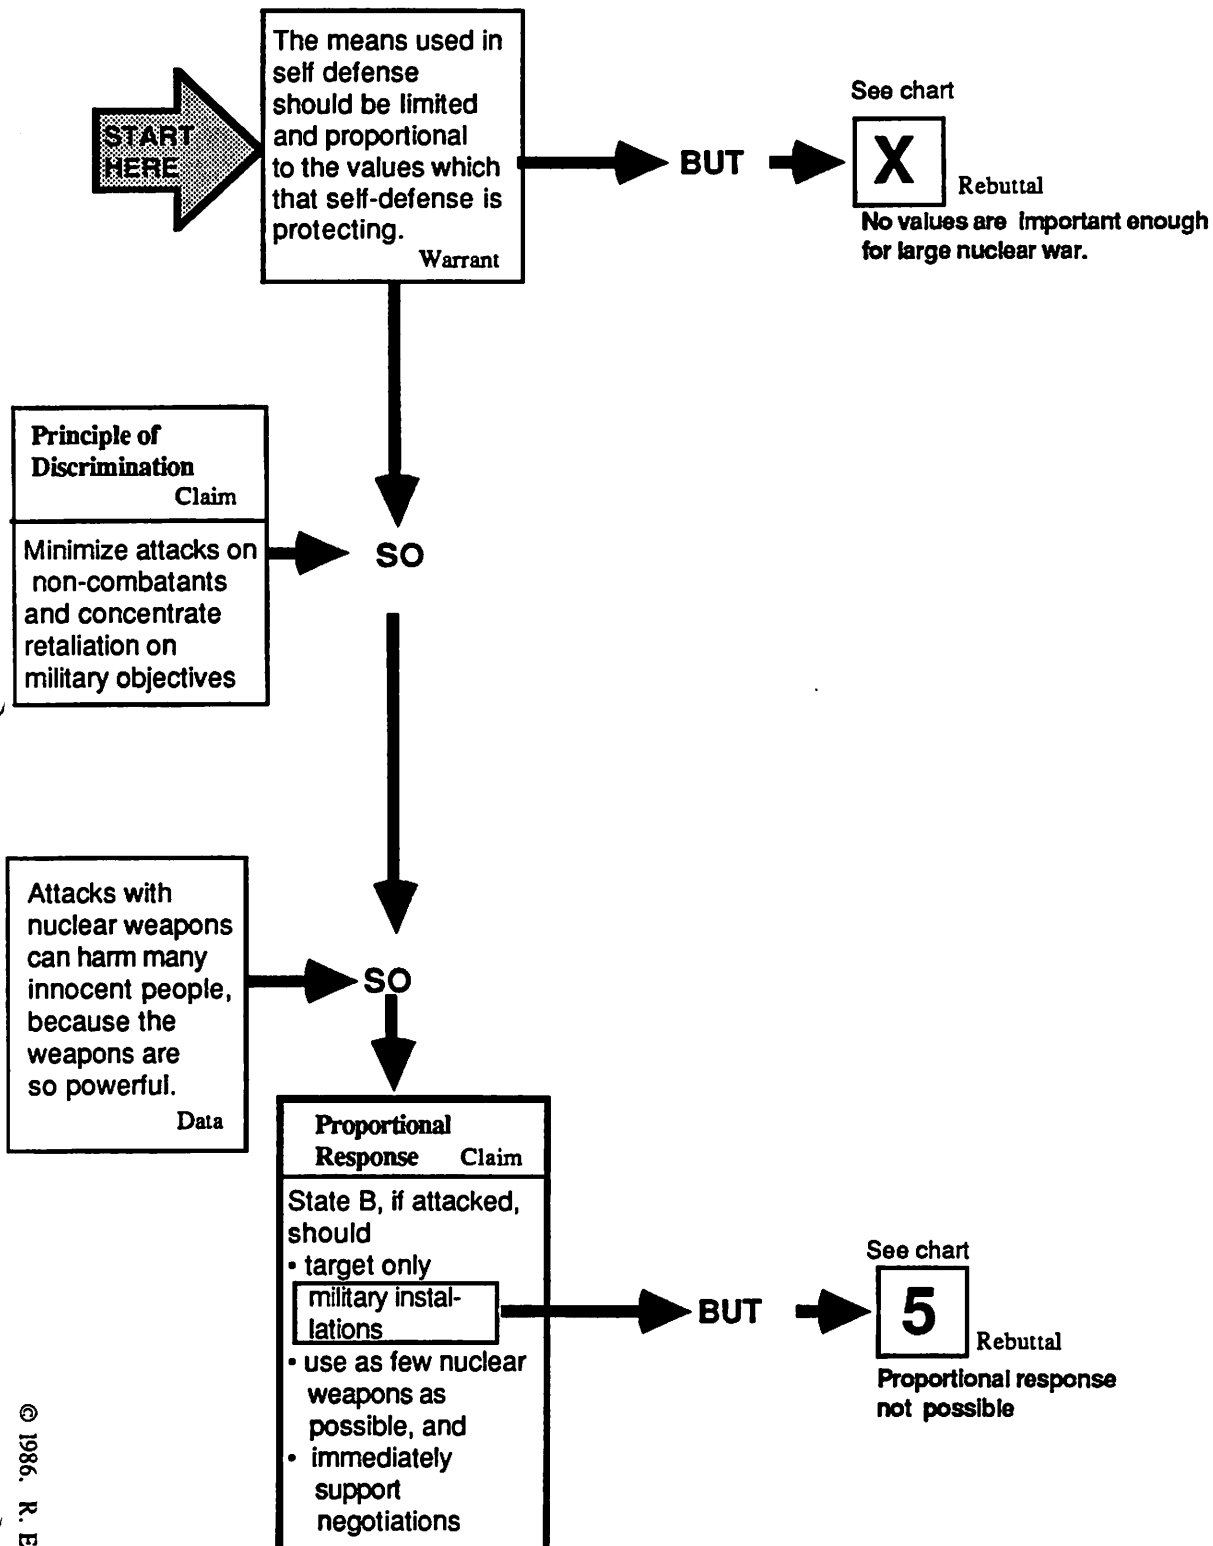 START
HERE
The means used in
self defense
should be limited
and proportional
to the values which
that self-defense is
protecting.
Warrant
BUT
See chart
X
Rebuttal
No values are important enough
for large nuclear war.
Principle of
Discrimination
Claim
Minimize attacks on
non-combatants
and concentrate
retaliation on
military objectives
SO
Attacks with
nuclear weapons
can harm many
innocent people,
because the
weapons are
so powerful.
Data
SO
Proportional
Response Claim
State B, if attacked,
should
• target only
military instal-
lations
• use as few nuclear
weapons as
possible, and
• immediately
support
negotiations
BUT
See chart
5
Rebuttal
Proportional response
not possible
© 1986. R. E